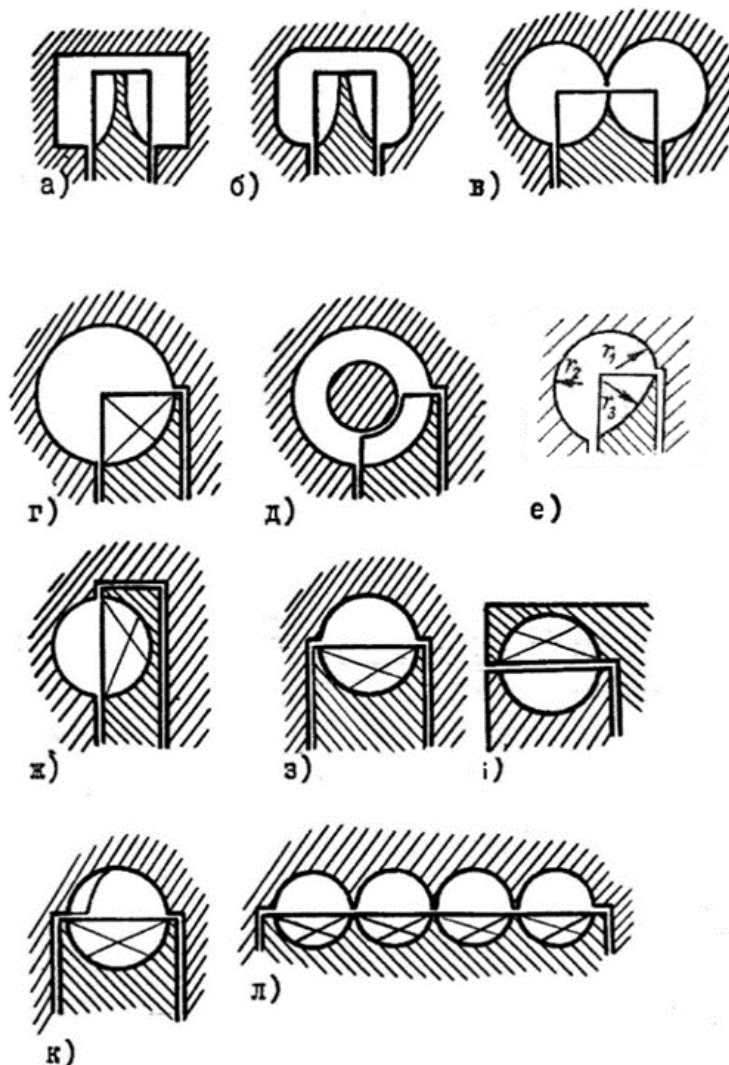 а) б) в)
г) д) е)
r₁
r₂
r₃
ж) з) і)
к) л)